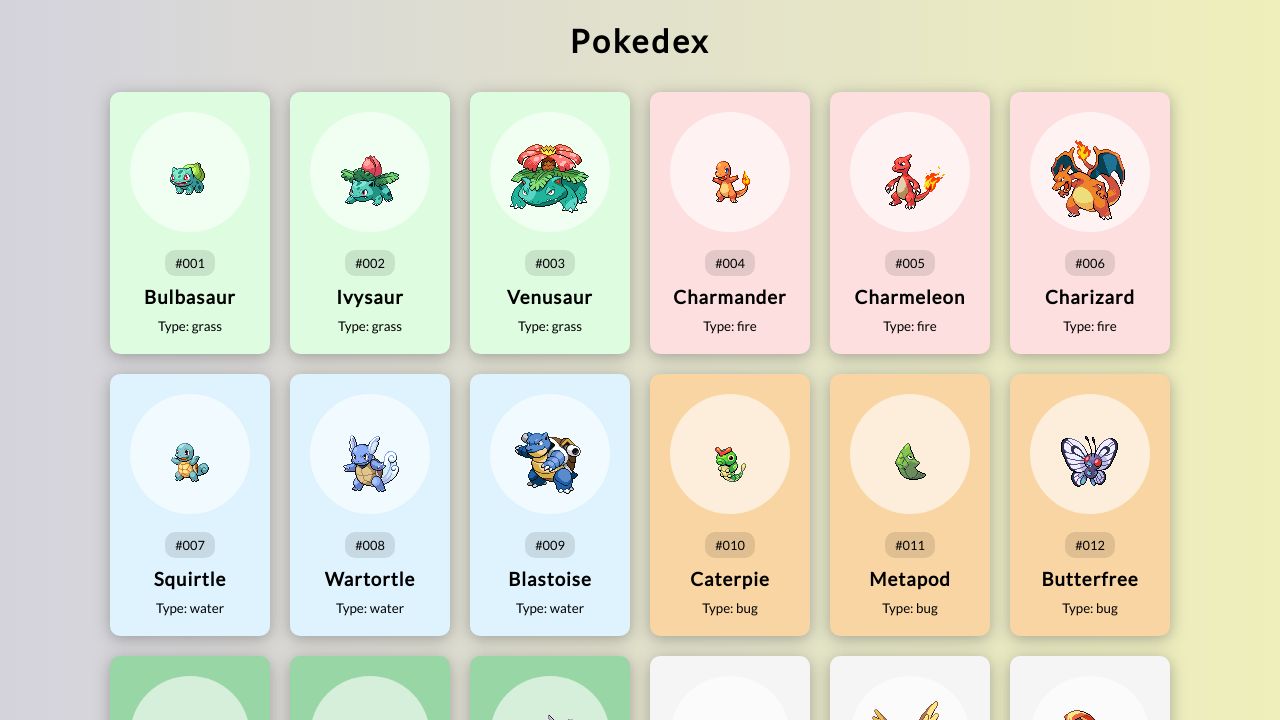 Pokedex
#001
Bulbasaur
Type: grass
#002
Ivysaur
Type: grass
#003
Venusaur
Type: grass
#004
Charmander
Type: fire
#005
Charmeleon
Type: fire
#006
Charizard
Type: fire
#007
Squirtle
Type: water
#008
Wartortle
Type: water
#009
Blastoise
Type: water
#010
Caterpie
Type: bug
#011
Metapod
Type: bug
#012
Butterfree
Type: bug